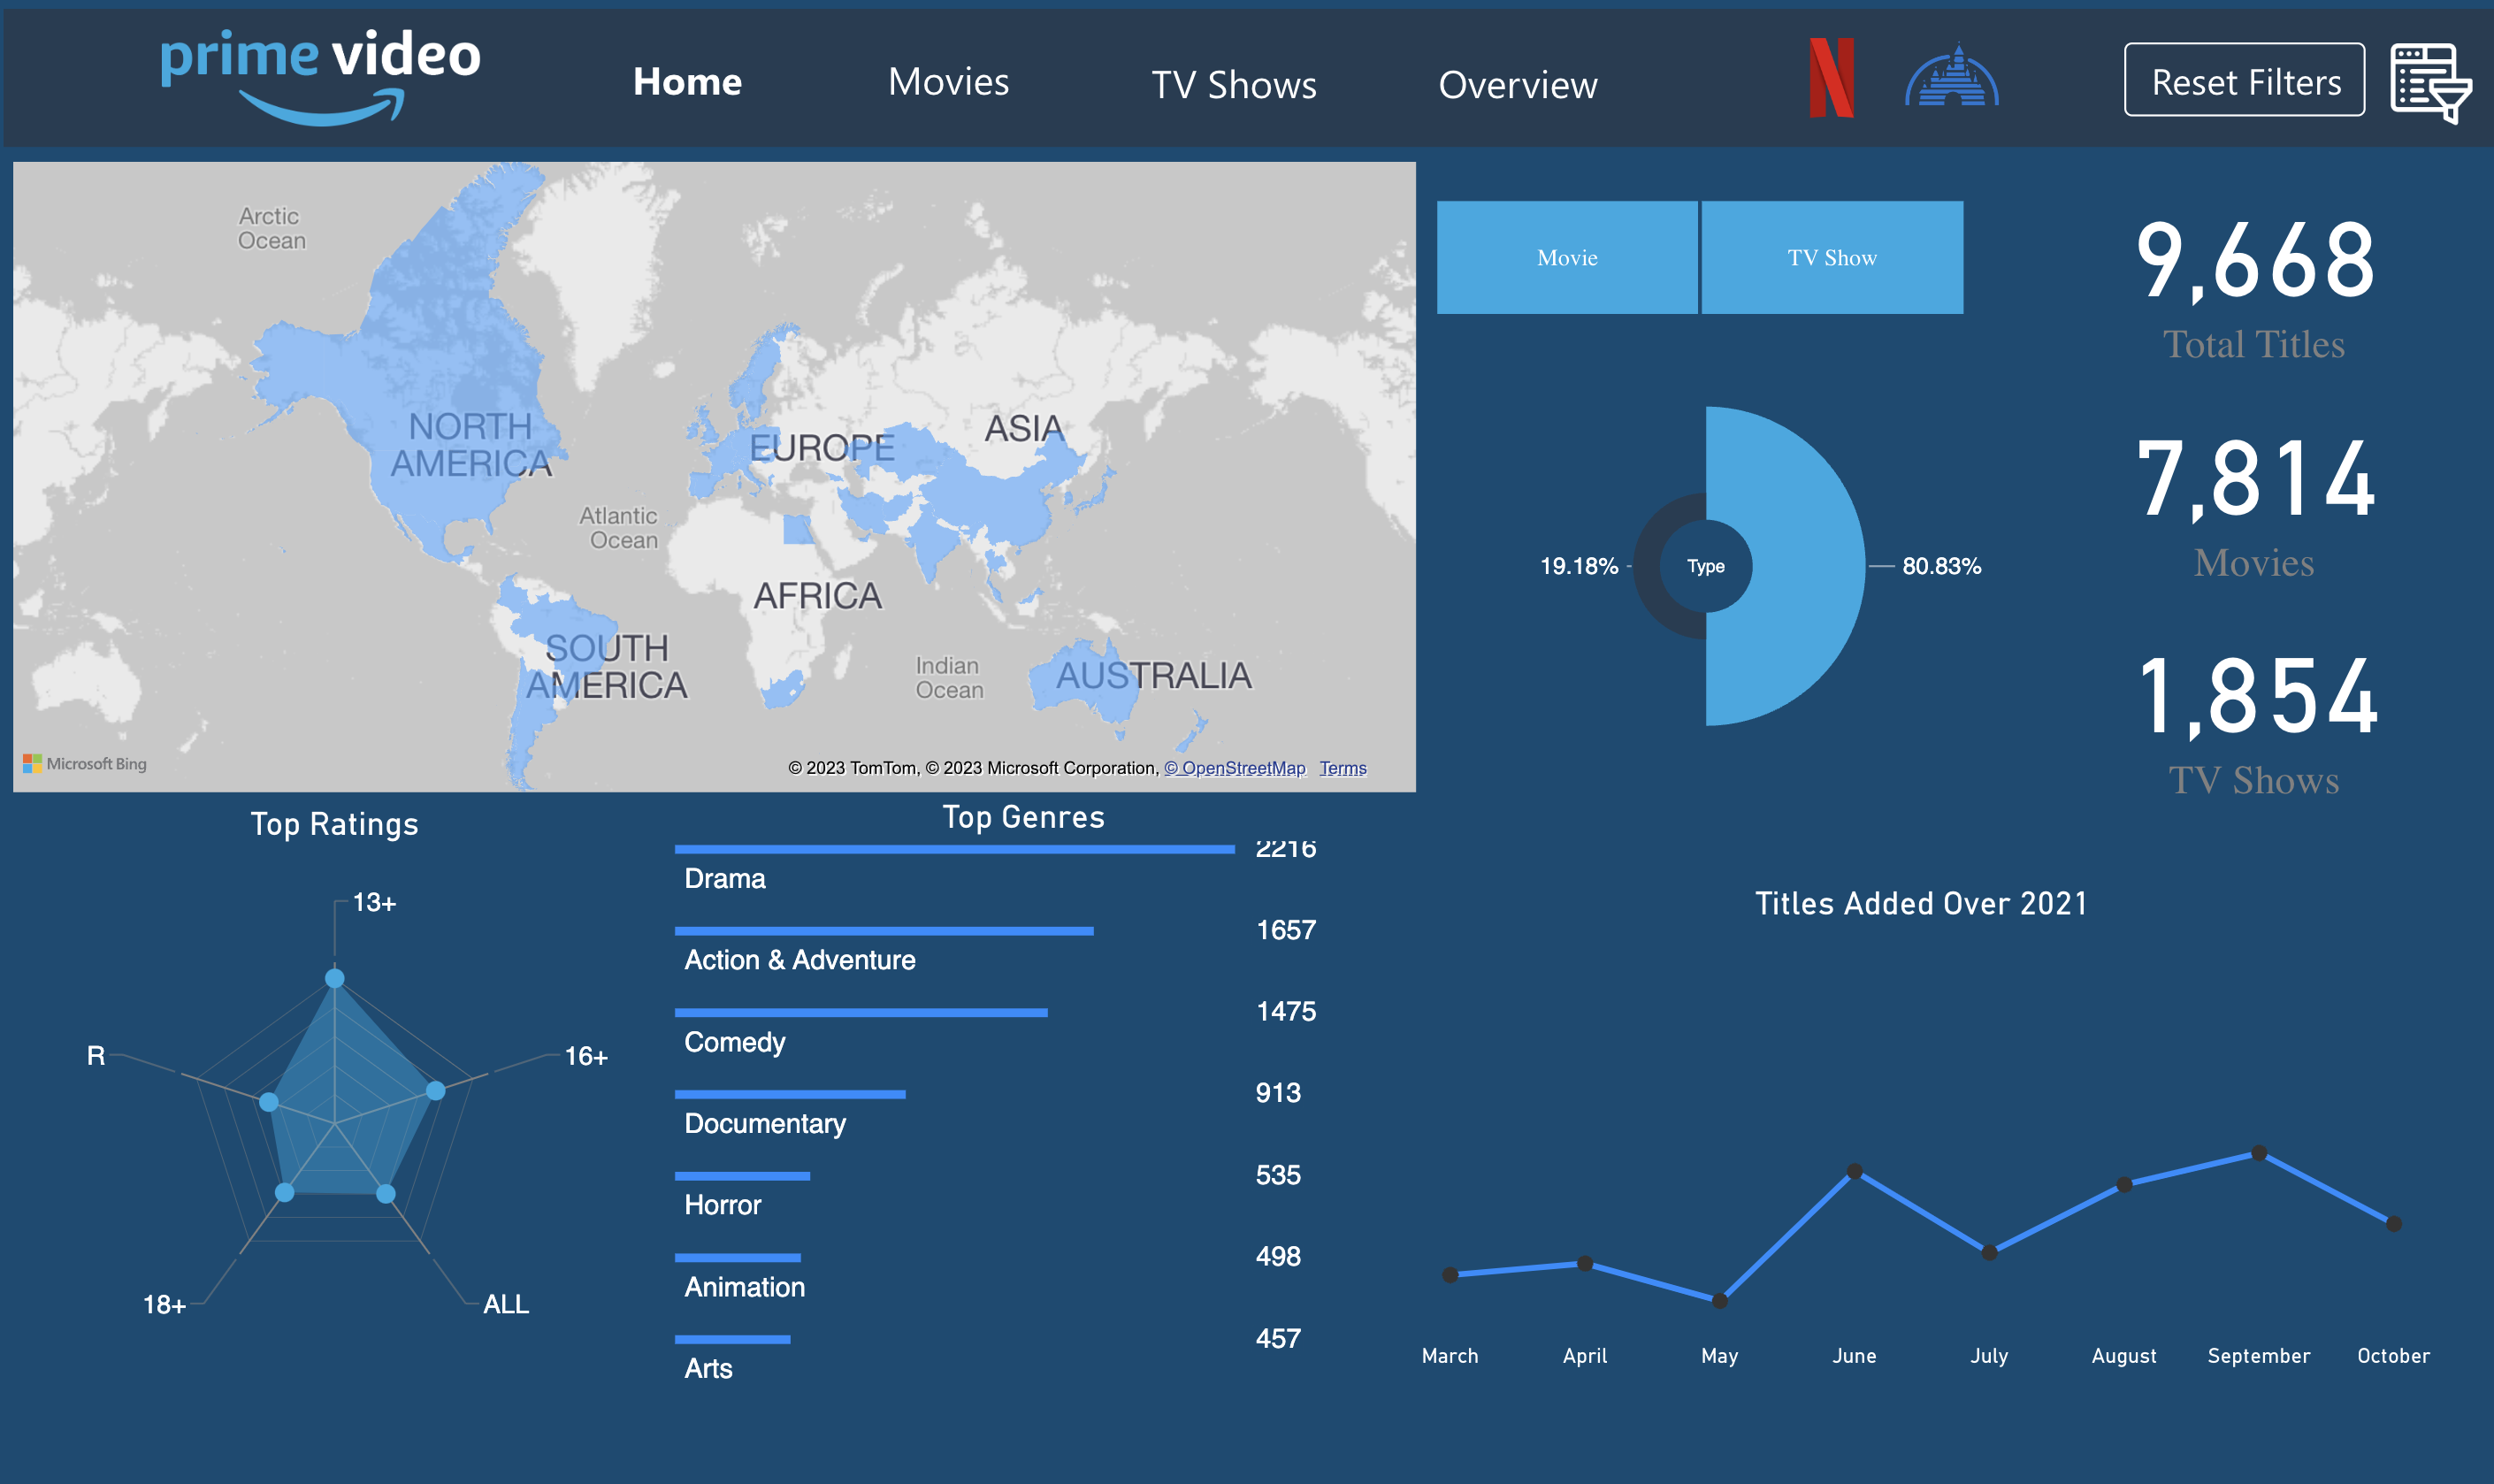 prime video
Home
Movies
TV Shows
Overview
N
Reset Filters
Arctic
Ocean
NORTH
AMERICA
EUROPE
ASIA
Atlantic
Ocean
AFRICA
SOUTH
AMERICA
Indian
Ocean
AUSTRALIA
Microsoft Bing
© 2023 TomTom, © 2023 Microsoft Corporation, © OpenStreetMap Terms
Movie
TV Show
19.18%
Type
80.83%
9,668
Total Titles
7,814
Movies
1,854
TV Shows
Top Ratings
13+
16+
ALL
18+
R
Top Genres
2216
Drama
1657
Action & Adventure
1475
Comedy
913
Documentary
535
Horror
498
Animation
457
Arts
Titles Added Over 2021
March
April
May
June
July
August
September
October